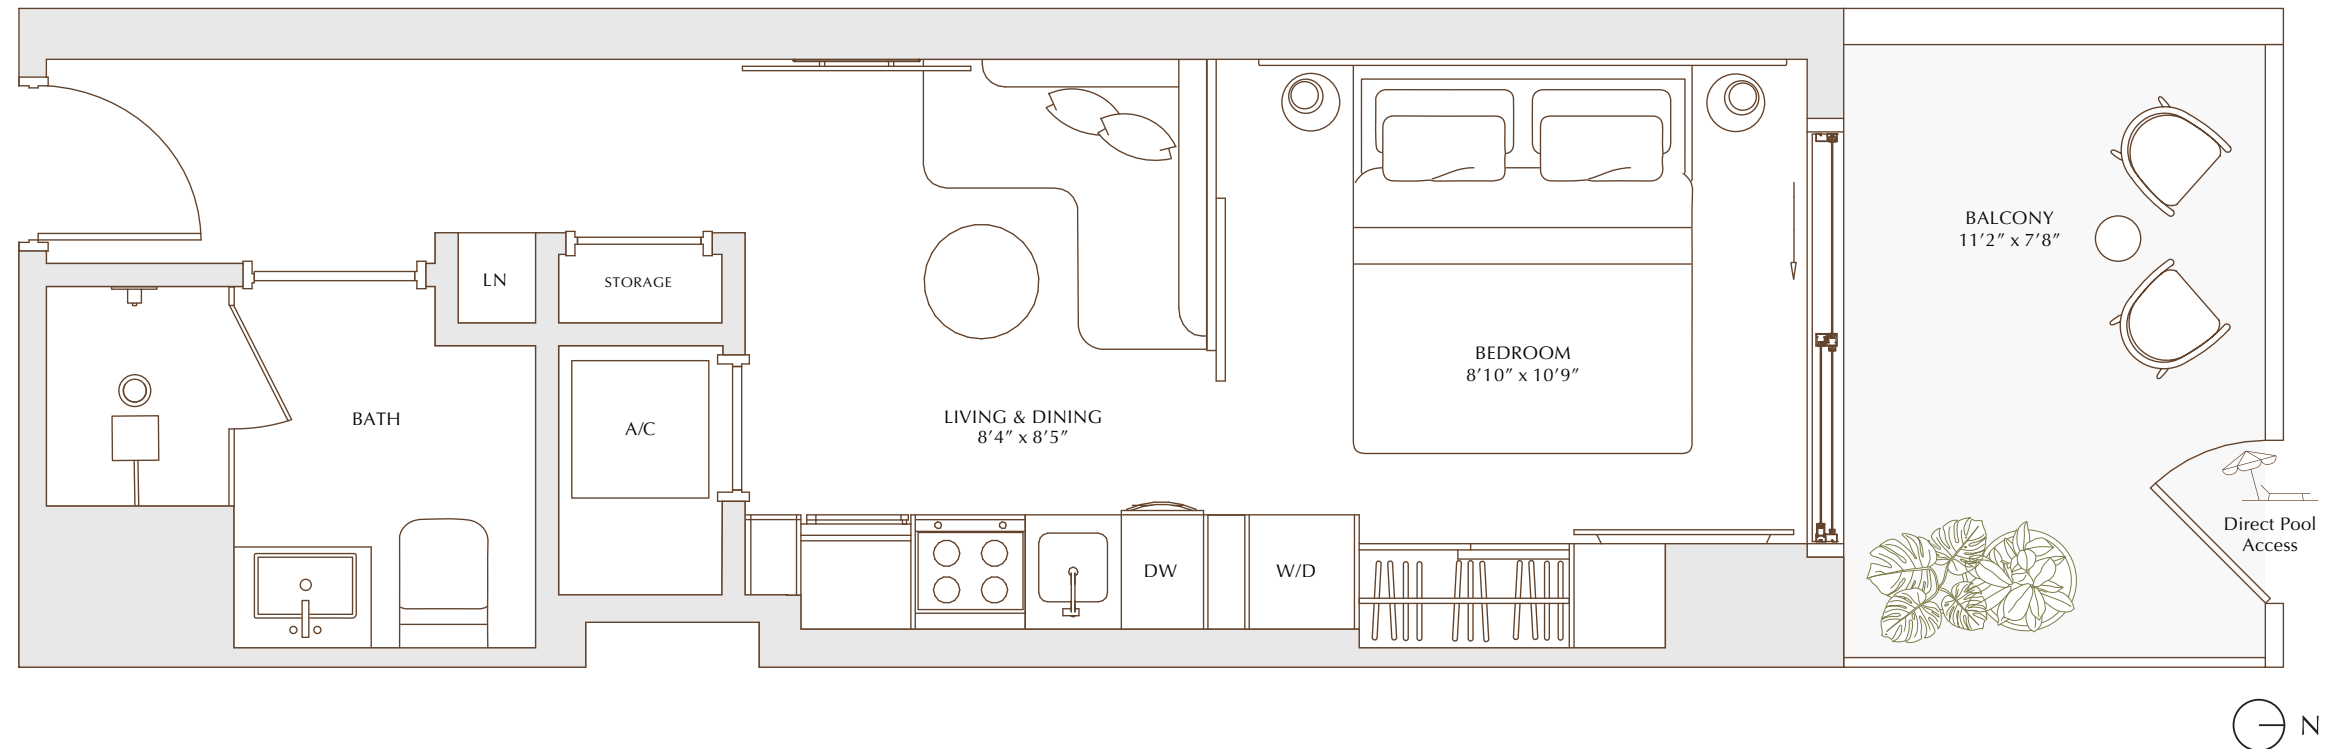 LN
STORAGE
BATH
A/C
LIVING & DINING
8’4” x 8’5”
BEDROOM
8’10” x 10’9”
BALCONY
11’2” x 7’8”
DW
W/D
Direct Pool
Access
N